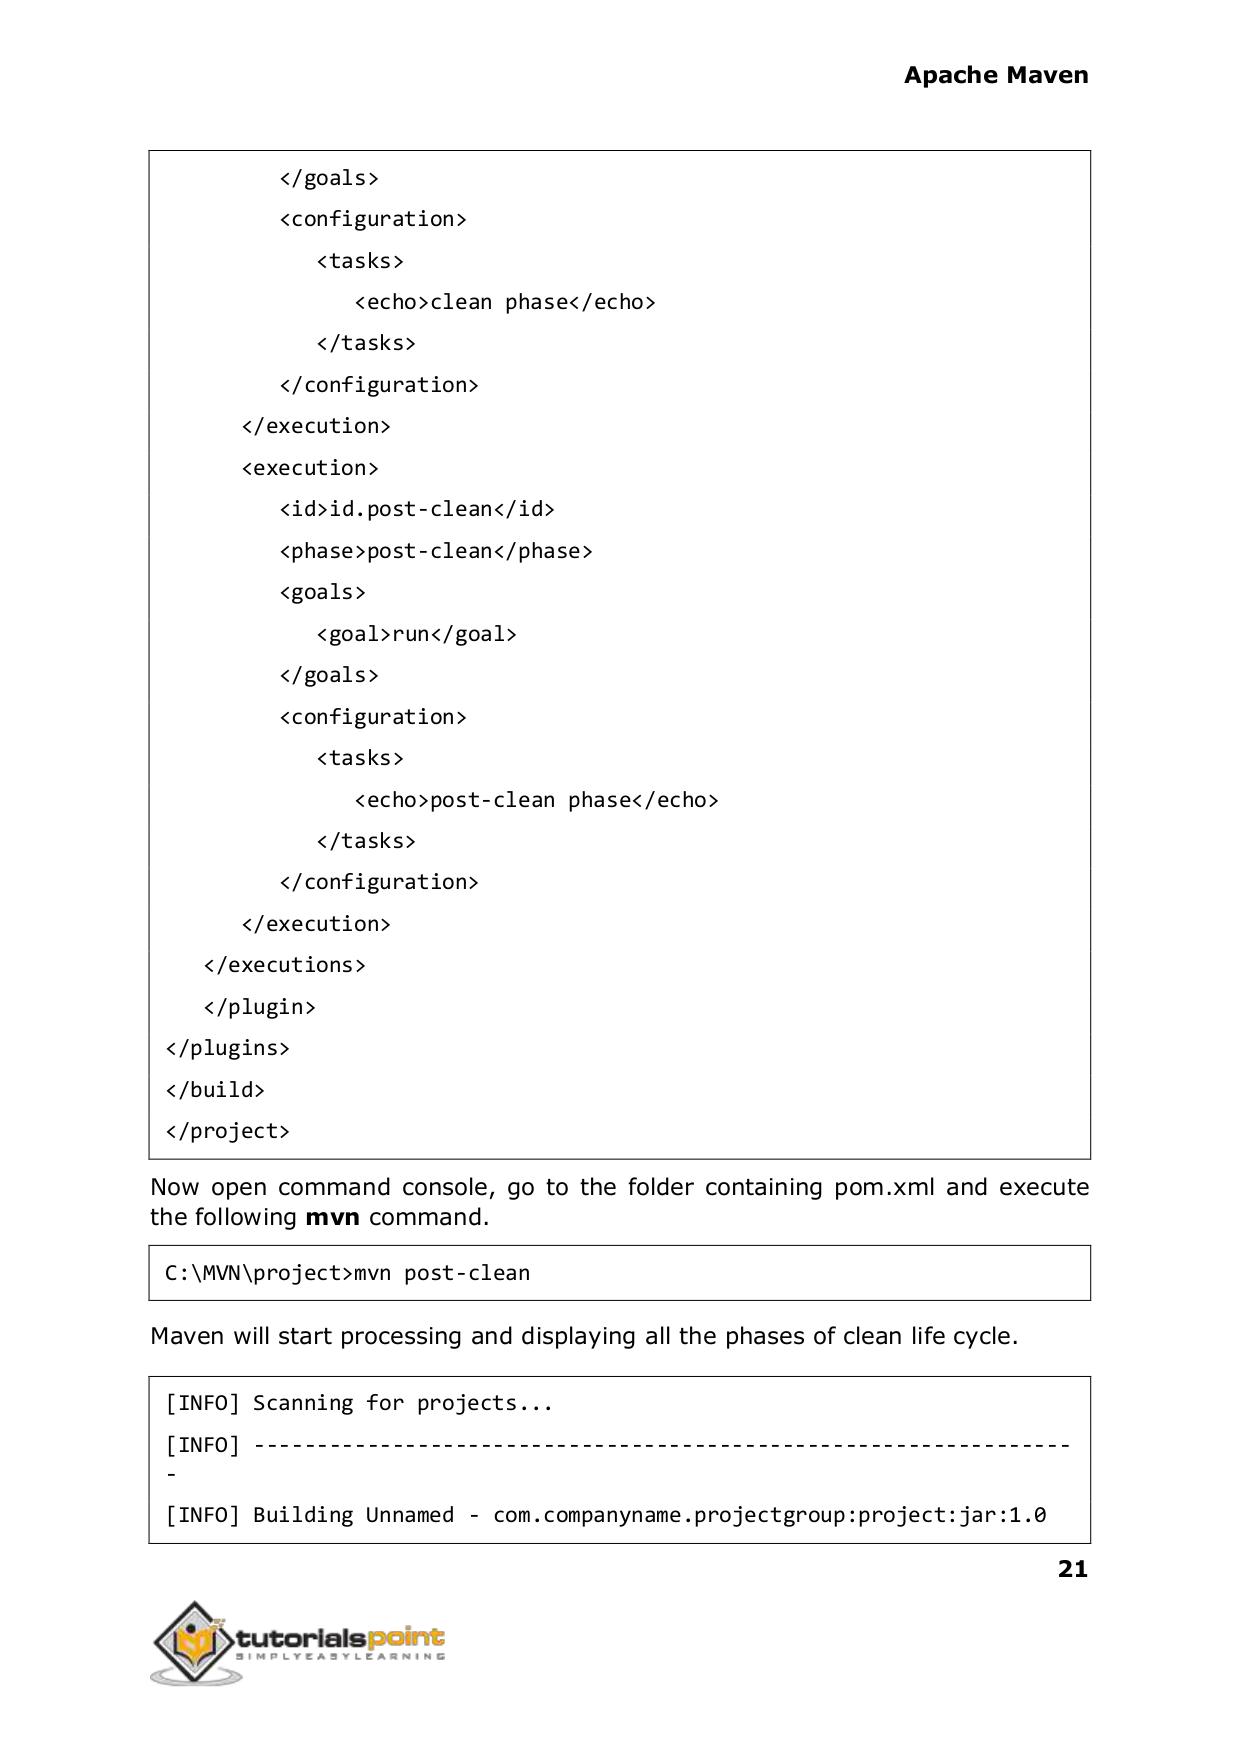 Apache Maven
</goals>
<configuration>
<tasks>
<echo>clean phase</echo>
</tasks>
</configuration>
</execution>
<execution>
<id>id.post-clean</id>
<phase>post-clean</phase>
<goals>
<goal>run</goal>
</goals>
<configuration>
<tasks>
<echo>post-clean phase</echo>
</tasks>
</configuration>
</execution>
</executions>
</plugin>
</plugins>
</build>
</project>
Now open command console, go to the folder containing pom.xml and execute
the following mvn command.
C:\MVN\project>mvn post-clean
Maven will start processing and displaying all the phases of clean life cycle.
[INFO] Scanning for projects...
[INFO] -----------------------------------------------------------------
-
[INFO] Building Unnamed - com.companyname.projectgroup:project:jar:1.0
21
tutorialspoint
SIMPLYEASYLEARNING